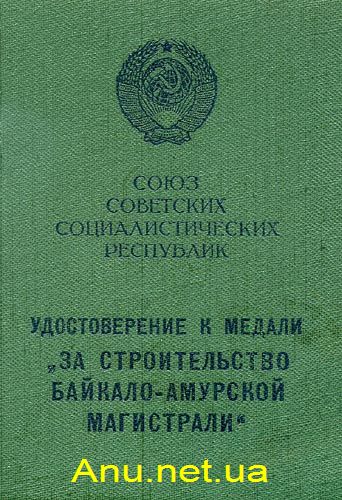 СОЮЗ
СОВЕТСКИХ
СОЦИАЛИСТИЧЕСКИХ
РЕСПУБЛИК
УДОСТОВЕРЕНИЕ К МЕДАЛИ
„ЗА СТРОИТЕЛЬСТВО
БАЙКАЛО-АМУРСКОЙ
МАГИСТРАЛИ“
Anu.net.ua